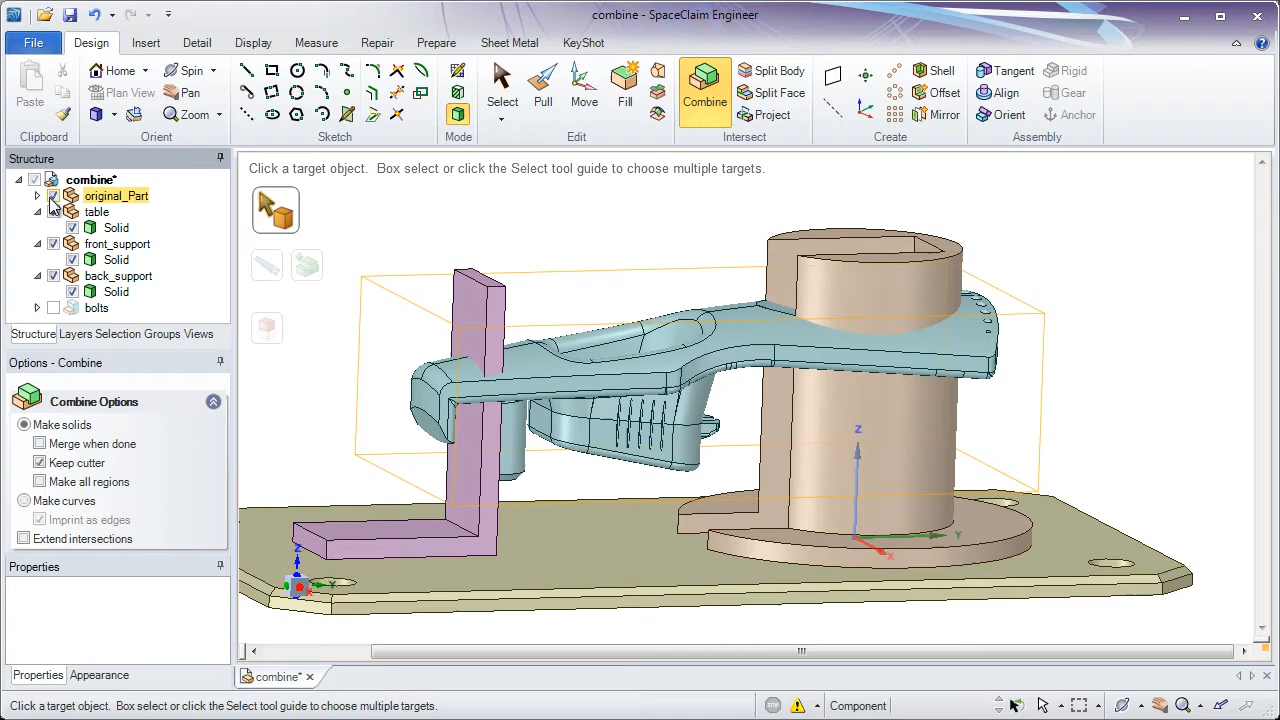 combine* - SpaceClaim Engineer
File Design Insert Detail Display Measure Repair Prepare Sheet Metal KeyShot
Paste
Clipboard
Home Spin
Plan View Pan
Zoom
Orient
Sketch
Mode
Select Pull Move Fill
Edit
Combine
Split Body
Split Face
Project
Intersect
Shell
Offset
Mirror
Create
Tangent Rigid
Align Gear
Orient Anchor
Assembly
Structure
combine*
original_Part
table
Solid
front_support
Solid
back_support
Solid
bolts
Structure Layers Selection Groups Views
Options - Combine
Combine Options
Make solids
Merge when done
Keep cutter
Make all regions
Make curves
Imprint as edges
Extend intersections
Properties
Properties Appearance
Click a target object. Box select or click the Select tool guide to choose multiple targets.
Z
Y
X
Z
Y
X
combine*
Click a target object. Box select or click the Select tool guide to choose multiple targets.
Component